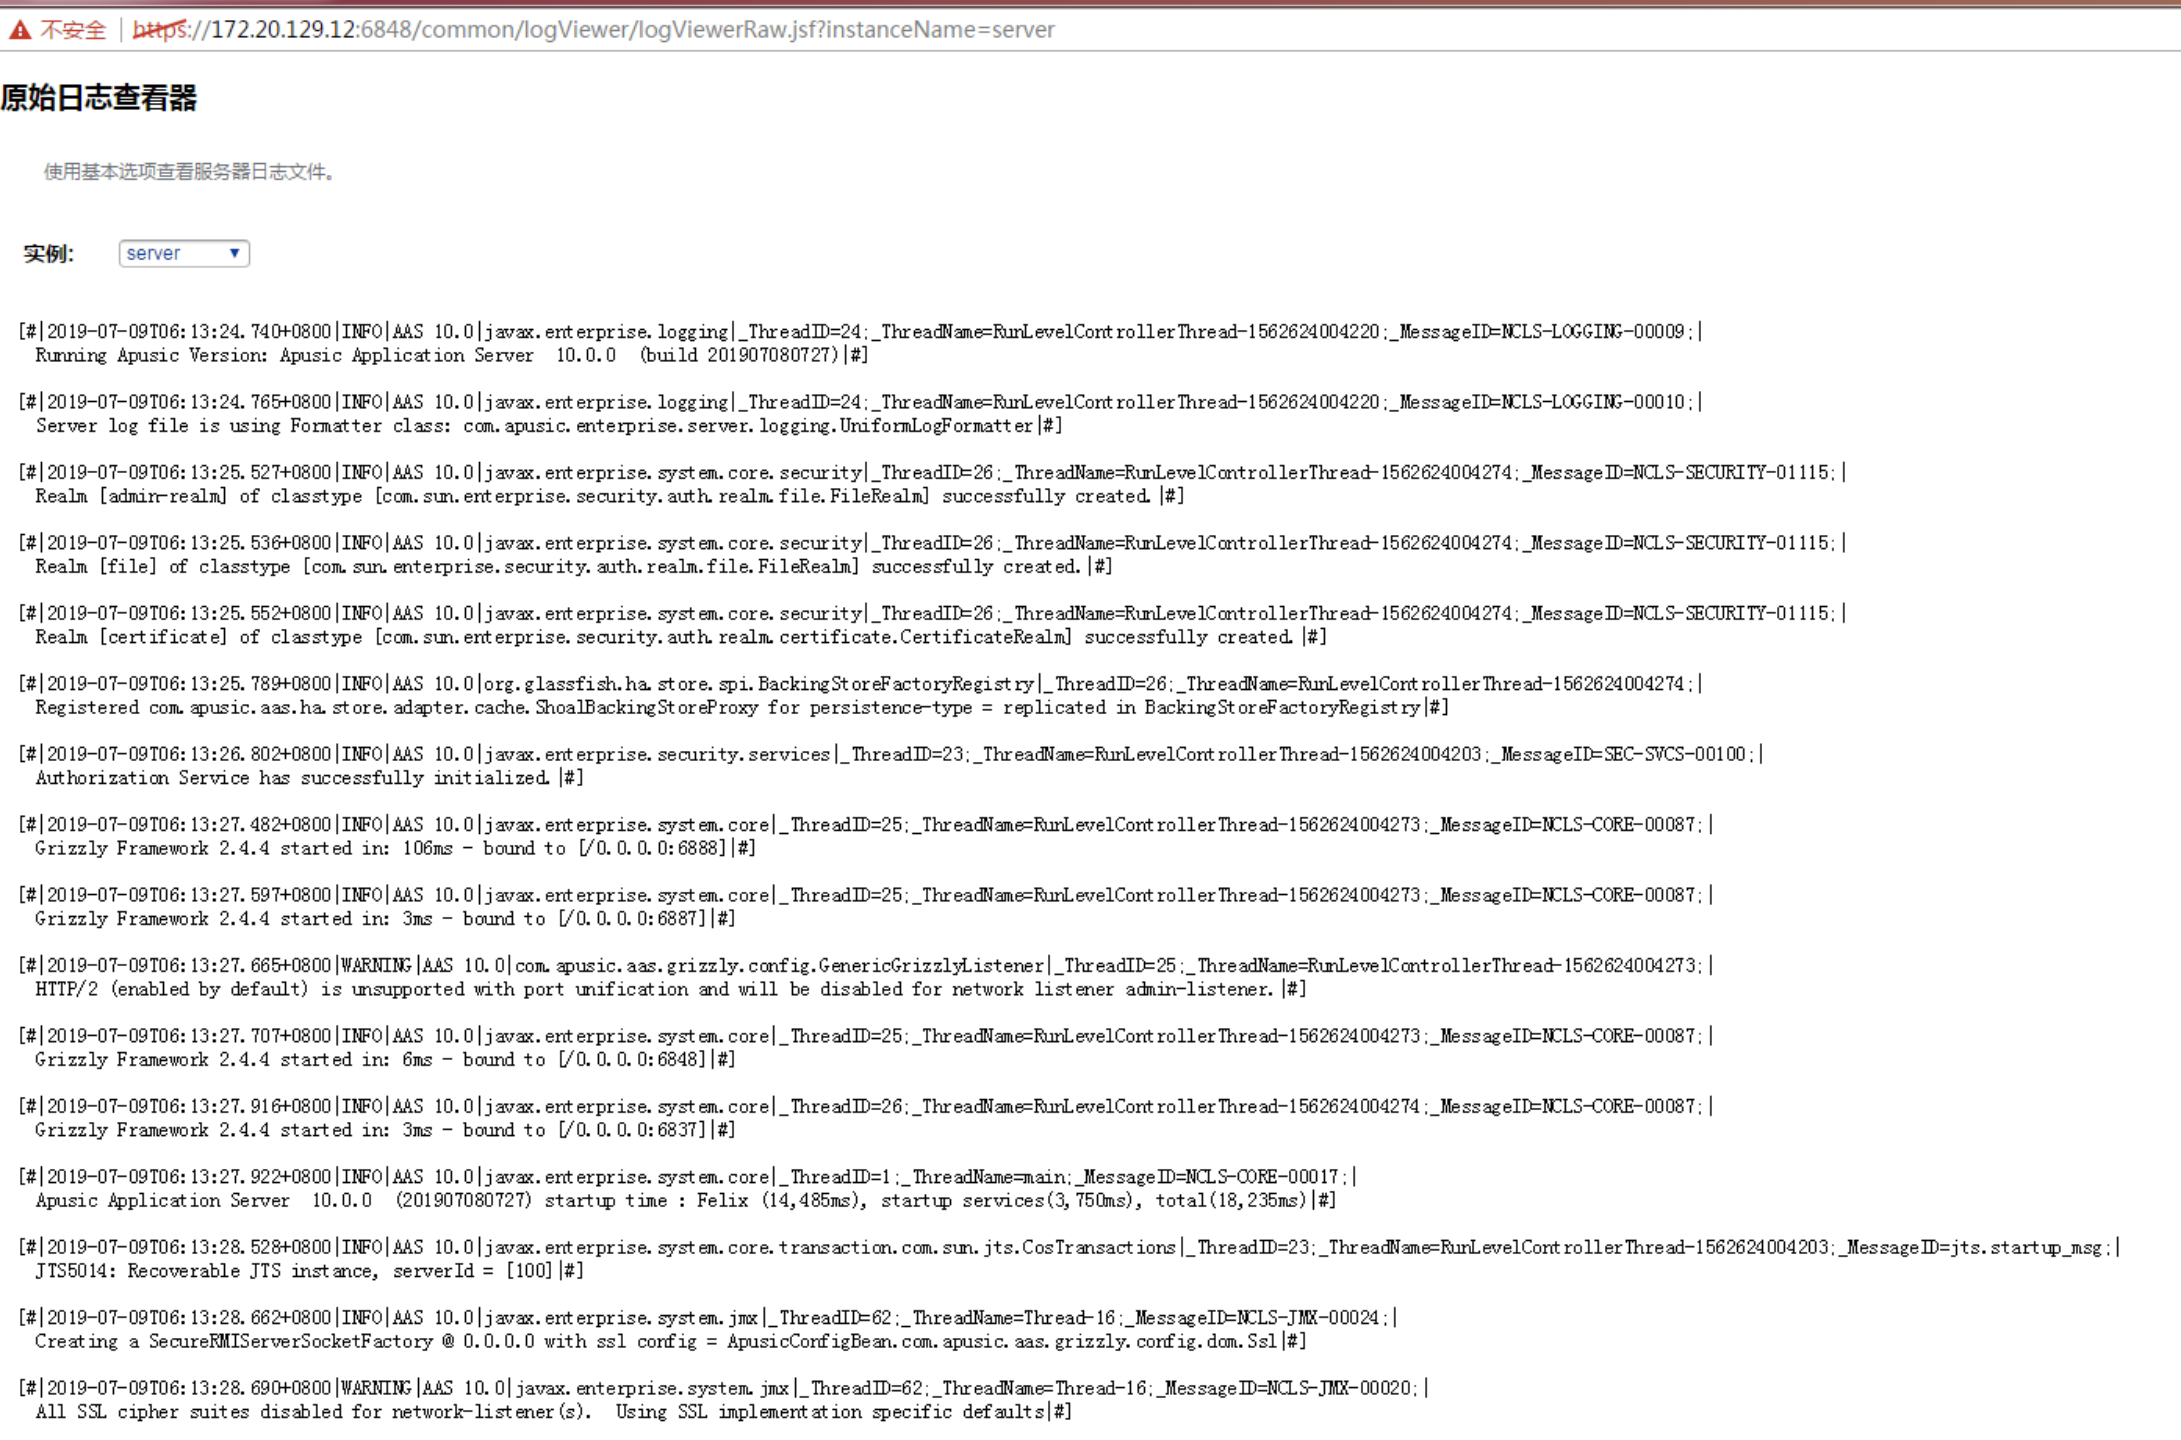 不安全 | https://172.20.129.12:6848/common/logViewer/logViewerRaw.jsf?instanceName=server
原始日志查看器
使用基本选项查看服务器日志文件。
实例: server
[#|2019-07-09T06:13:24.740+0800|INFO|AAS 10.0|javax.enterprise.logging|_ThreadID=24;_ThreadName=RunLevelControllerThread-1562624004220;_MessageID=NCLS-LOGGING-00009;|
Running Apusic Version: Apusic Application Server  10.0.0  (build 201907080727)|#]
[#|2019-07-09T06:13:24.765+0800|INFO|AAS 10.0|javax.enterprise.logging|_ThreadID=24;_ThreadName=RunLevelControllerThread-1562624004220;_MessageID=NCLS-LOGGING-00010;|
Server log file is using Formatter class: com.apusic.enterprise.server.logging.UniformLogFormatter|#]
[#|2019-07-09T06:13:25.527+0800|INFO|AAS 10.0|javax.enterprise.system.core.security|_ThreadID=26;_ThreadName=RunLevelControllerThread-1562624004274;_MessageID=NCLS-SECURITY-01115;|
Realm [admin-realm] of classtype [com.sun.enterprise.security.auth.realm.file.FileRealm] successfully created.|#]
[#|2019-07-09T06:13:25.536+0800|INFO|AAS 10.0|javax.enterprise.system.core.security|_ThreadID=26;_ThreadName=RunLevelControllerThread-1562624004274;_MessageID=NCLS-SECURITY-01115;|
Realm [file] of classtype [com.sun.enterprise.security.auth.realm.file.FileRealm] successfully created.|#]
[#|2019-07-09T06:13:25.552+0800|INFO|AAS 10.0|javax.enterprise.system.core.security|_ThreadID=26;_ThreadName=RunLevelControllerThread-1562624004274;_MessageID=NCLS-SECURITY-01115;|
Realm [certificate] of classtype [com.sun.enterprise.security.auth.realm.certificate.CertificateRealm] successfully created.|#]
[#|2019-07-09T06:13:25.789+0800|INFO|AAS 10.0|org.glassfish.ha.store.spi.BackingStoreFactoryRegistry|_ThreadID=26;_ThreadName=RunLevelControllerThread-1562624004274;|
Registered com.apusic.aas.ha.store.adapter.cache.ShoalBackingStoreProxy for persistence-type = replicated in BackingStoreFactoryRegistry|#]
[#|2019-07-09T06:13:26.802+0800|INFO|AAS 10.0|javax.enterprise.security.services|_ThreadID=23;_ThreadName=RunLevelControllerThread-1562624004203;_MessageID=SEC-SVCS-00100;|
Authorization Service has successfully initialized.|#]
[#|2019-07-09T06:13:27.482+0800|INFO|AAS 10.0|javax.enterprise.system.core|_ThreadID=25;_ThreadName=RunLevelControllerThread-1562624004273;_MessageID=NCLS-CORE-00087;|
Grizzly Framework 2.4.4 started in: 106ms - bound to [/0.0.0.0:6888]|#]
[#|2019-07-09T06:13:27.597+0800|INFO|AAS 10.0|javax.enterprise.system.core|_ThreadID=25;_ThreadName=RunLevelControllerThread-1562624004273;_MessageID=NCLS-CORE-00087;|
Grizzly Framework 2.4.4 started in: 3ms - bound to [/0.0.0.0:6887]|#]
[#|2019-07-09T06:13:27.665+0800|WARNING|AAS 10.0|com.apusic.aas.grizzly.config.GenericGrizzlyListener|_ThreadID=25;_ThreadName=RunLevelControllerThread-1562624004273;|
HTTP/2 (enabled by default) is unsupported with port unification and will be disabled for network listener admin-listener.|#]
[#|2019-07-09T06:13:27.707+0800|INFO|AAS 10.0|javax.enterprise.system.core|_ThreadID=25;_ThreadName=RunLevelControllerThread-1562624004273;_MessageID=NCLS-CORE-00087;|
Grizzly Framework 2.4.4 started in: 6ms - bound to [/0.0.0.0:6848]|#]
[#|2019-07-09T06:13:27.916+0800|INFO|AAS 10.0|javax.enterprise.system.core|_ThreadID=26;_ThreadName=RunLevelControllerThread-1562624004274;_MessageID=NCLS-CORE-00087;|
Grizzly Framework 2.4.4 started in: 3ms - bound to [/0.0.0.0:6837]|#]
[#|2019-07-09T06:13:27.922+0800|INFO|AAS 10.0|javax.enterprise.system.core|_ThreadID=1;_ThreadName=main;_MessageID=NCLS-CORE-00017;|
Apusic Application Server  10.0.0  (201907080727) startup time : Felix (14,485ms), startup services(3,750ms), total(18,235ms)|#]
[#|2019-07-09T06:13:28.528+0800|INFO|AAS 10.0|javax.enterprise.system.core.transaction.com.sun.jts.CosTransactions|_ThreadID=23;_ThreadName=RunLevelControllerThread-1562624004203;_MessageID=jts.startup_msg;|
JTS5014: Recoverable JTS instance, serverId = [100]|#]
[#|2019-07-09T06:13:28.662+0800|INFO|AAS 10.0|javax.enterprise.system.jmx|_ThreadID=62;_ThreadName=Thread-16;_MessageID=NCLS-JMX-00024;|
Creating a SecureRMIServerSocketFactory @ 0.0.0.0 with ssl config = ApusicConfigBean.com.apusic.aas.grizzly.config.dom.Ssl|#]
[#|2019-07-09T06:13:28.690+0800|WARNING|AAS 10.0|javax.enterprise.system.jmx|_ThreadID=62;_ThreadName=Thread-16;_MessageID=NCLS-JMX-00020;|
All SSL cipher suites disabled for network-listener(s).  Using SSL implementation specific defaults|#]